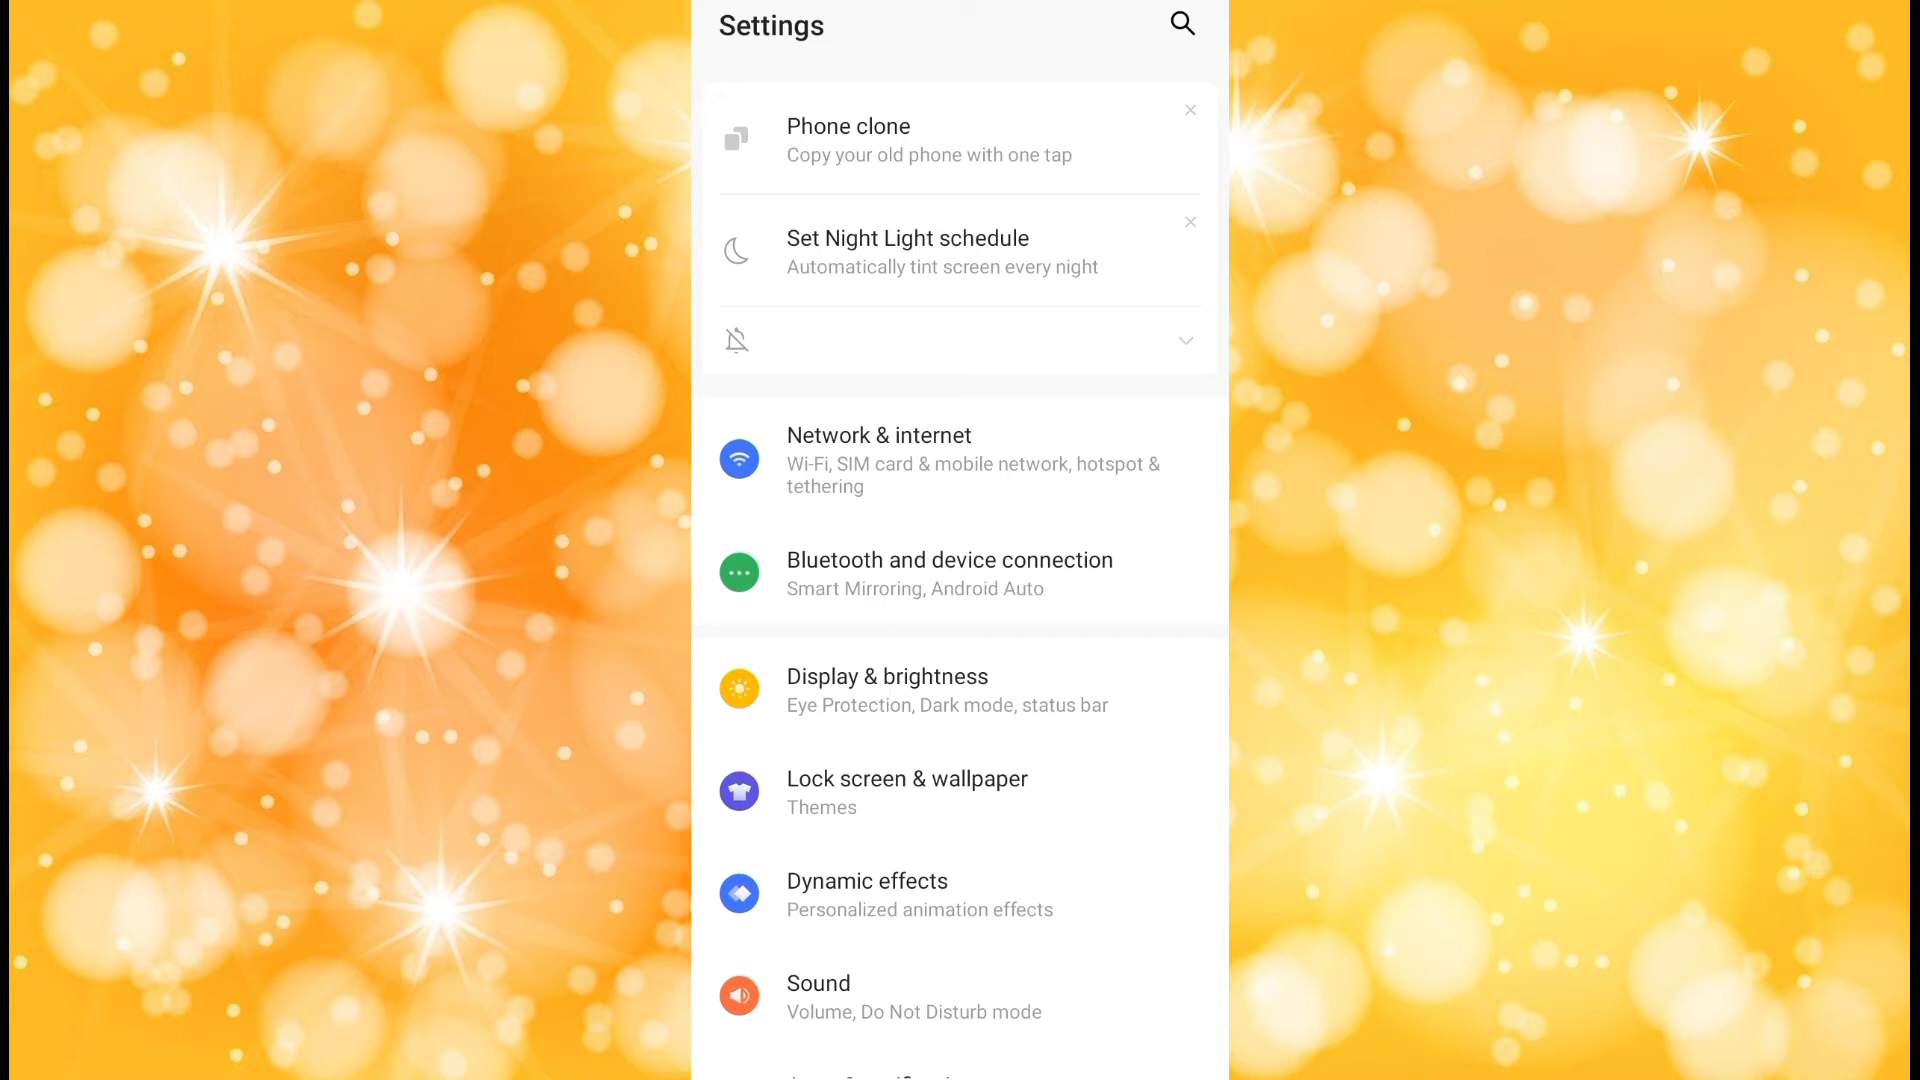 Settings
Phone clone
Copy your old phone with one tap
Set Night Light schedule
Automatically tint screen every night
Network & internet
Wi-Fi, SIM card & mobile network, hotspot &
tethering
Bluetooth and device connection
Smart Mirroring, Android Auto
Display & brightness
Eye Protection, Dark mode, status bar
Lock screen & wallpaper
Themes
Dynamic effects
Personalized animation effects
Sound
Volume, Do Not Disturb mode